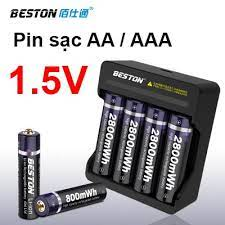 BESTON 佰仕通
Pin sạc AA / AAA
1.5V
BESTON
2800mWh
2800mWh
2800mWh
2800mWh
800mWh